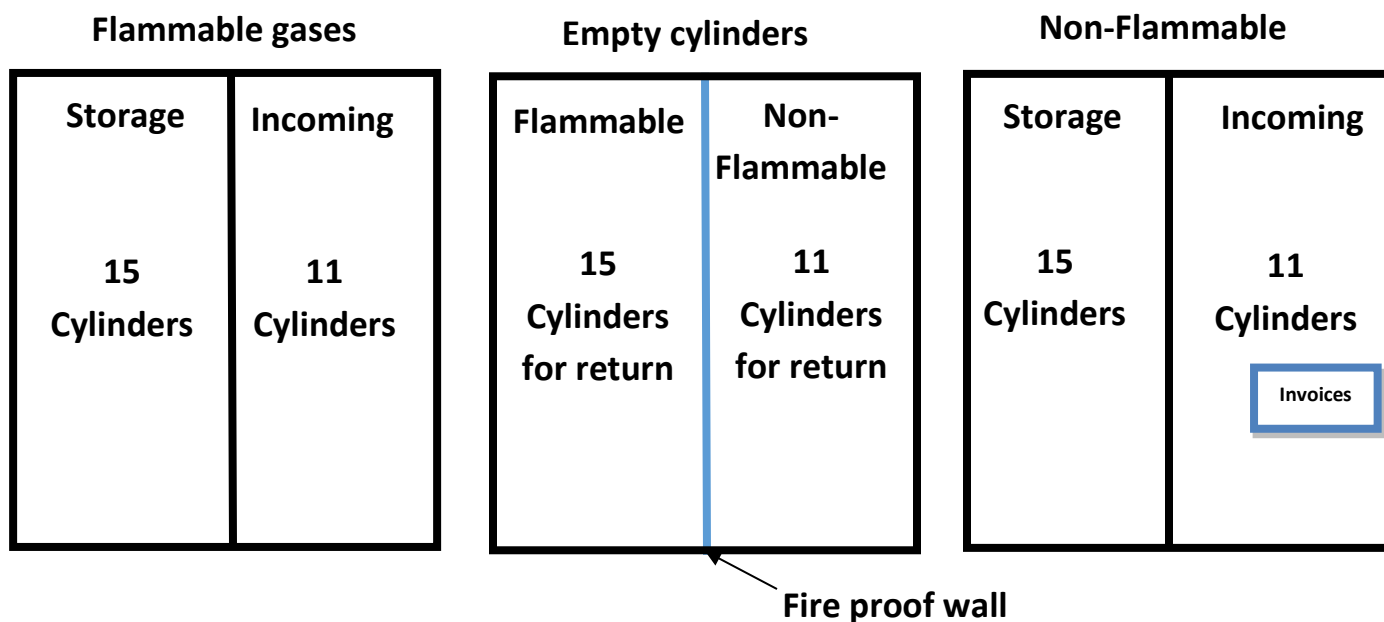 Flammable gases
Storage
Incoming
15
Cylinders
11
Cylinders
Empty cylinders
Flammable
Non-
Flammable
15
Cylinders
for return
11
Cylinders
for return
Fire proof wall
Non-Flammable
Storage
Incoming
15
Cylinders
11
Cylinders
Invoices